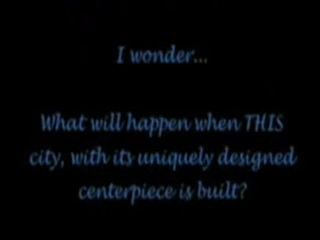 I wonder...
What will happen when THIS
city, with its uniquely designed
centerpiece is built?